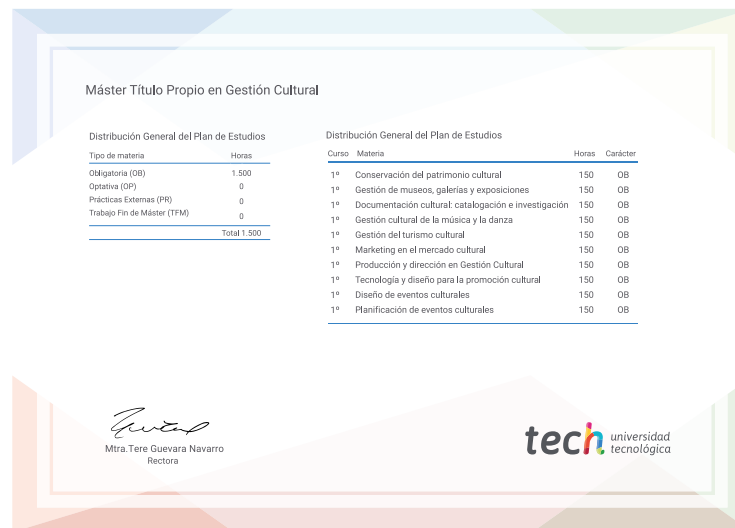 Máster Título Propio en Gestión Cultural
Distribución General del Plan de Estudios
Tipo de materia Horas
Obligatoria (OB) 1.500
Optativa (OP) 0
Prácticas Externas (PR) 0
Trabajo Fin de Máster (TFM) 0
Total 1.500
Distribución General del Plan de Estudios
Curso Materia Horas Carácter
1º Conservación del patrimonio cultural 150 OB
1º Gestión de museos, galerías y exposiciones 150 OB
1º Documentación cultural: catalogación e investigación 150 OB
1º Gestión cultural de la música y la danza 150 OB
1º Gestión del turismo cultural 150 OB
1º Marketing en el mercado cultural 150 OB
1º Producción y dirección en Gestión Cultural 150 OB
1º Tecnología y diseño para la promoción cultural 150 OB
1º Diseño de eventos culturales 150 OB
1º Planificación de eventos culturales 150 OB
Mtra.Tere Guevara Navarro
Rectora
tech universidad
tecnológica